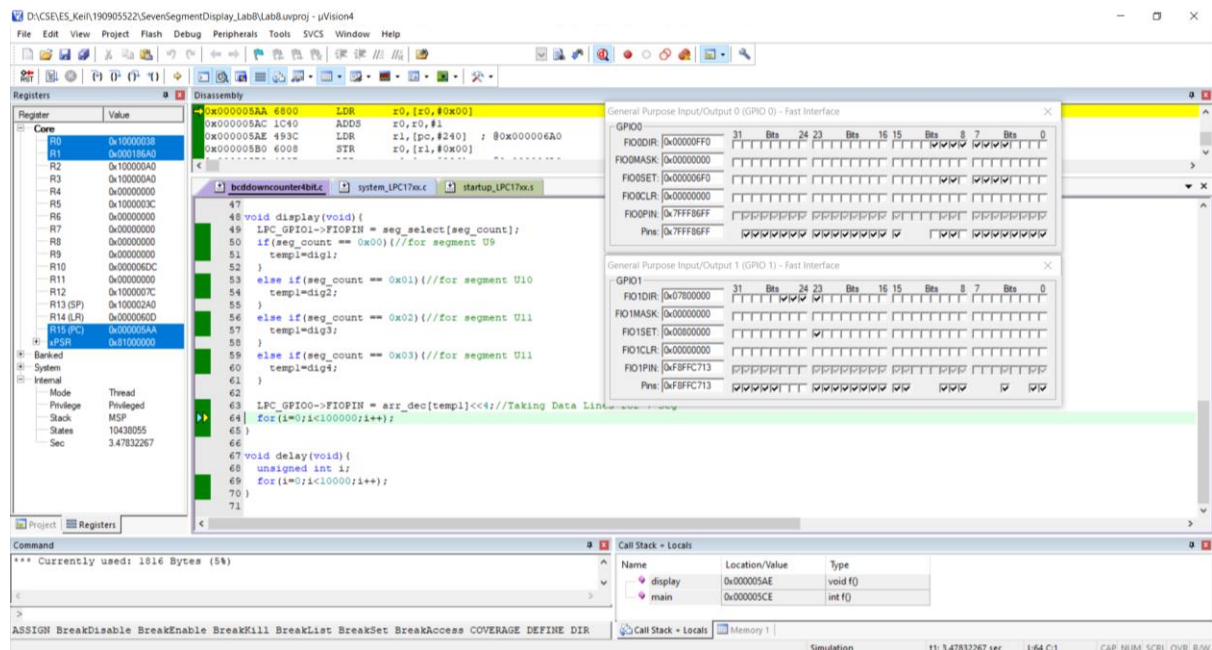 D:\CSE\ES_Keil\190905522\SevenSegmentDisplay_Lab8\Lab8.uvproj - µVision4
File Edit View Project Flash Debug Peripherals Tools SVCS Window Help
Registers
Register Value
Core
R0 0x10000038
R1 0x000186A0
R2 0x100000A0
R3 0x100000A0
R4 0x00000000
R5 0x1000003C
R6 0x00000000
R7 0x00000000
R8 0x00000000
R9 0x00000000
R10 0x000006DC
R11 0x00000000
R12 0x1000007C
R13 (SP) 0x100002A0
R14 (LR) 0x0000060D
R15 (PC) 0x000005AA
xPSR 0x81000000
Banked
System
Internal
Mode Thread
Privilege Privileged
Stack MSP
States 10438055
Sec 3.47832267
Project Registers
Disassembly
0x000005AA 6800 LDR r0,[r0,#0x00]
0x000005AC 1C40 ADDS r0,r0,#1
0x000005AE 493C LDR r1,[pc,#240] ; @0x000006A0
0x000005B0 6008 STR r0,[r1,#0x00]
bcddowncounter4bit.c system_LPC17xx.c startup_LPC17xx.s
47
48 void display(void){
49 LPC_GPIO1->FIOPIN = seg_select[seg_count];
50 if(seg_count == 0x00){//for segment U9
51 temp1=dig1;
52 }
53 else if(seg_count == 0x01){//for segment U10
54 temp1=dig2;
55 }
56 else if(seg_count == 0x02){//for segment U11
57 temp1=dig3;
58 }
59 else if(seg_count == 0x03){//for segment U11
60 temp1=dig4;
61 }
62
63 LPC_GPIO0->FIOPIN = arr_dec[temp1]<<4;//Taking Data Lines for 7-Seg
64 for(i=0;i<100000;i++);
65 }
66
67 void delay(void){
68 unsigned int i;
69 for(i=0;i<10000;i++);
70 }
71
General Purpose Input/Output 0 (GPIO 0) - Fast Interface
GPIO0
31 Bits 24 23 Bits 16 15 Bits 8 7 Bits 0
FIO0DIR: 0x00000FF0
FIO0MASK: 0x00000000
FIO0SET: 0x000006F0
FIO0CLR: 0x00000000
FIO0PIN: 0x7FFF86FF
Pins: 0x7FFF86FF
General Purpose Input/Output 1 (GPIO 1) - Fast Interface
GPIO1
31 Bits 24 23 Bits 16 15 Bits 8 7 Bits 0
FIO1DIR: 0x07800000
FIO1MASK: 0x00000000
FIO1SET: 0x00800000
FIO1CLR: 0x00000000
FIO1PIN: 0xF8FFC713
Pins: 0xF8FFC713
Command
*** Currently used: 1816 Bytes (5%)
>
ASSIGN BreakDisable BreakEnable BreakKill BreakList BreakSet BreakAccess COVERAGE DEFINE DIR
Call Stack + Locals
Name Location/Value Type
display 0x000005AE void f()
main 0x000005CE int f()
Call Stack + Locals Memory 1
Simulation t1: 3.47832267 sec L:64 C:1 CAP NUM SCRL OVR R/W